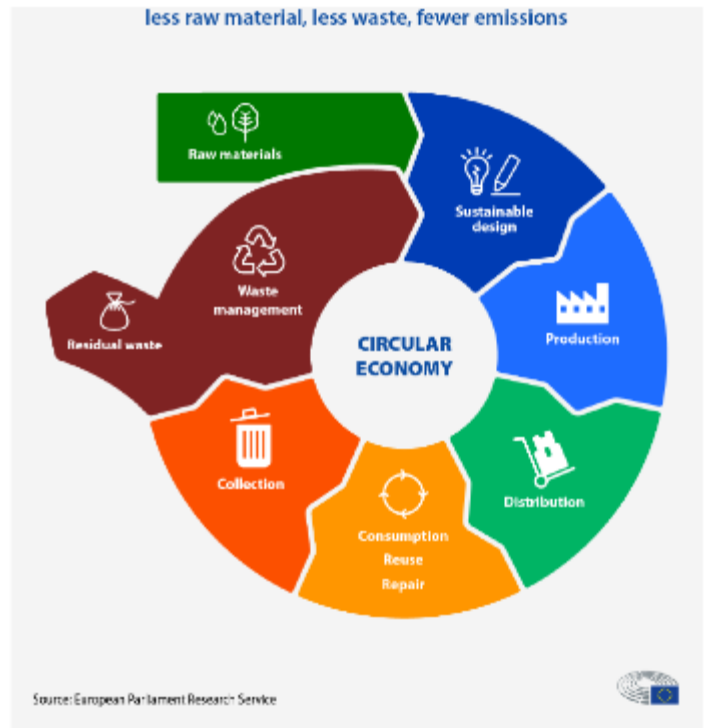 less raw material, less waste, fewer emissions
Raw materials
Sustainable
design
Production
Distribution
Consumption
Reuse
Repair
Collection
Waste
management
Residual waste
CIRCULAR
ECONOMY
Source: European Parliament Research Service